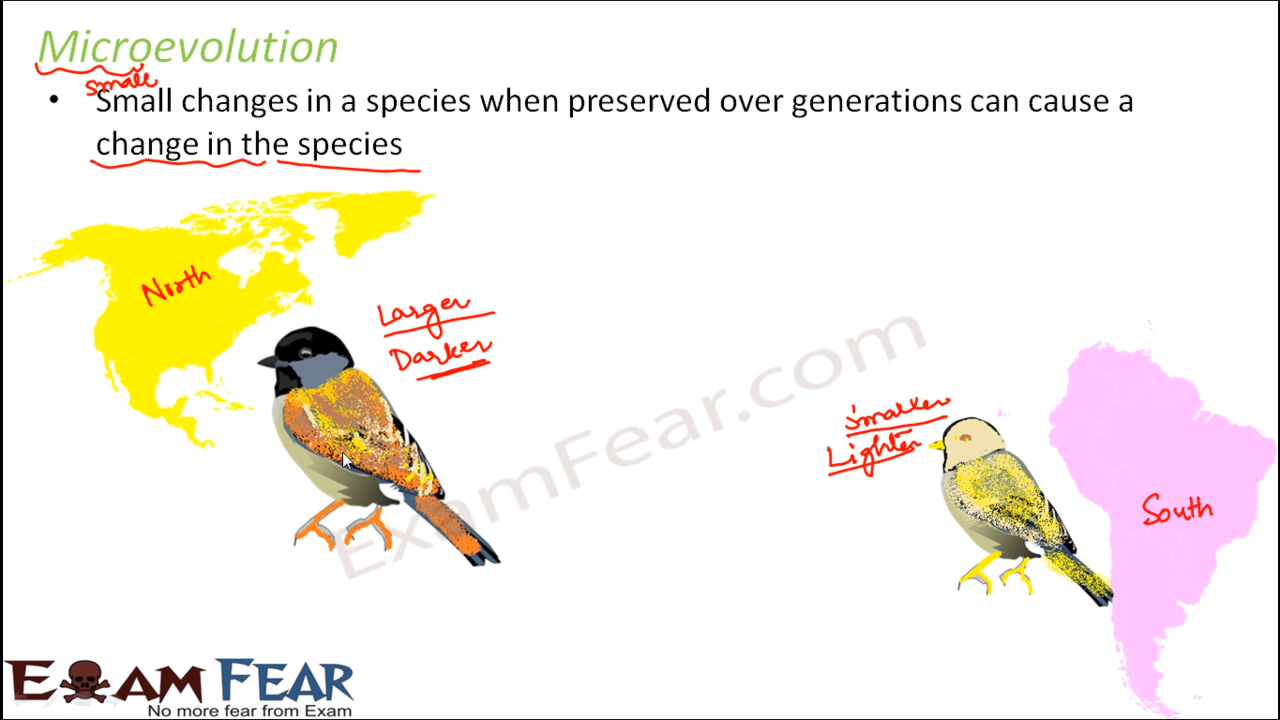 Microevolution
small
• Small changes in a species when preserved over generations can cause a
change in the species
North
Larger
Darker
smaller
Lighter
South
ExamFear.com
EXAM FEAR
No more fear from Exam